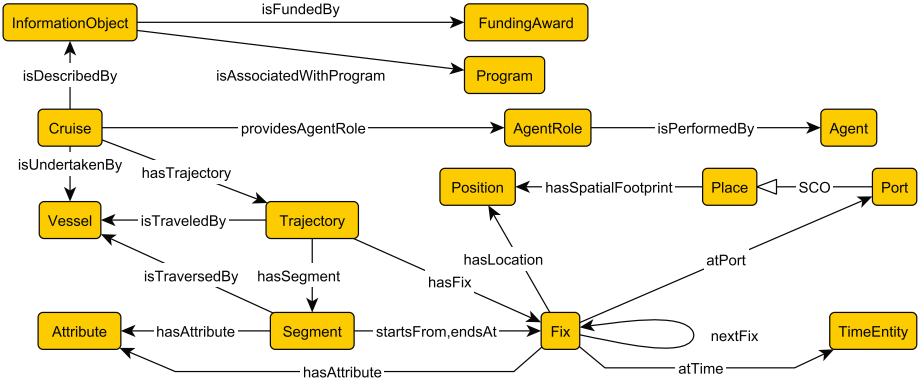 InformationObject
isFundedBy
FundingAward
isDescribedBy
isAssociatedWithProgram
Program
Cruise
providesAgentRole
AgentRole
isPerformedBy
Agent
isUndertakenBy
hasTrajectory
Position
hasSpatialFootprint
Place
SCO
Port
Vessel
isTraveledBy
Trajectory
isTraversedBy
hasSegment
hasFix
hasLocation
atPort
Attribute
hasAttribute
Segment
startsFrom,endsAt
Fix
nextFix
TimeEntity
hasAttribute
atTime